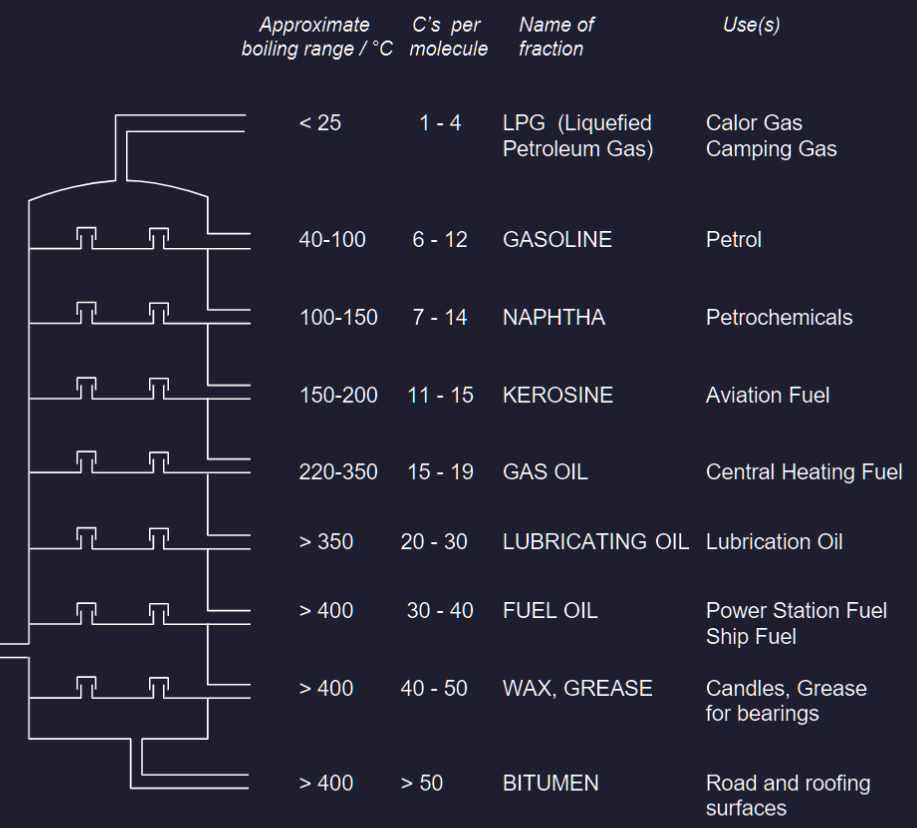 Approximate boiling range / °C C's per molecule Name of fraction Use(s)
< 25 1 - 4 LPG (Liquefied Petroleum Gas) Calor Gas Camping Gas
40-100 6 - 12 GASOLINE Petrol
100-150 7 - 14 NAPHTHA Petrochemicals
150-200 11 - 15 KEROSINE Aviation Fuel
220-350 15 - 19 GAS OIL Central Heating Fuel
> 350 20 - 30 LUBRICATING OIL Lubrication Oil
> 400 30 - 40 FUEL OIL Power Station Fuel Ship Fuel
> 400 40 - 50 WAX, GREASE Candles, Grease for bearings
> 400 > 50 BITUMEN Road and roofing surfaces